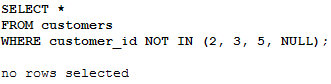 SELECT *
FROM customers
WHERE customer_id NOT IN (2, 3, 5, NULL);
no rows selected